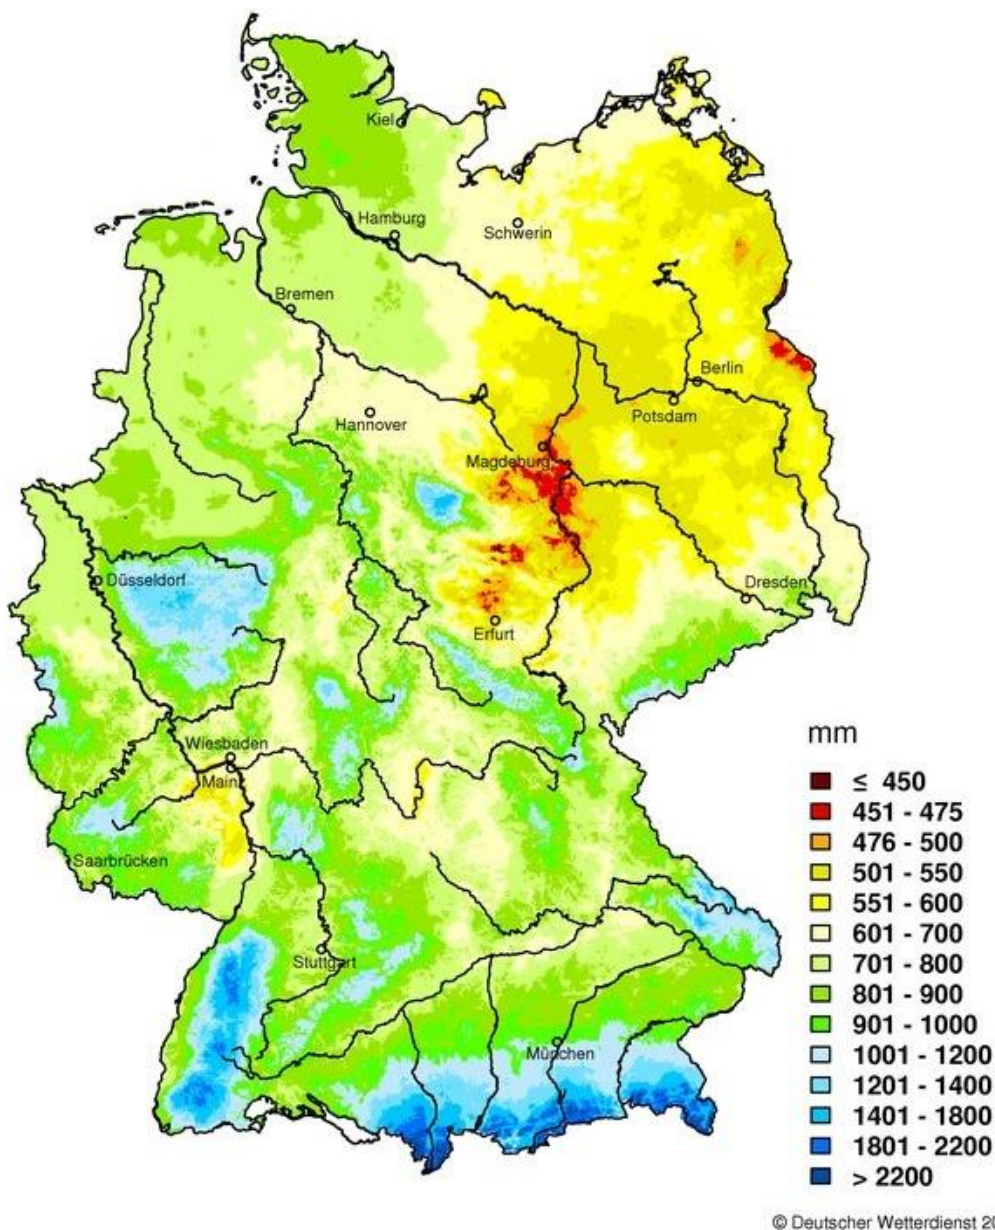 Kiel
Hamburg
Schwerin
Bremen
Berlin
Hannover
Potsdam
Magdeburg
Düsseldorf
Dresden
Erfurt
Wiesbaden
Mainz
Saarbrücken
Stuttgart
München
mm
≤ 450
451 - 475
476 - 500
501 - 550
551 - 600
601 - 700
701 - 800
801 - 900
901 - 1000
1001 - 1200
1201 - 1400
1401 - 1800
1801 - 2200
> 2200
© Deutscher Wetterdienst 20